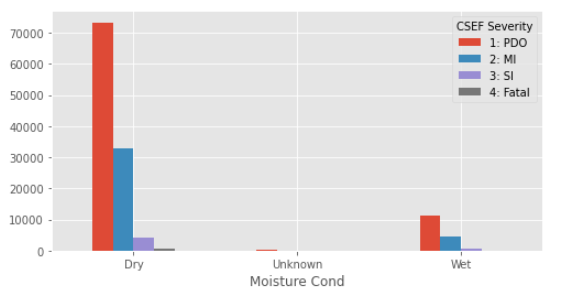 CSEF Severity
1: PDO
2: MI
3: SI
4: Fatal
70000
60000
50000
40000
30000
20000
10000
0
Dry
Unknown
Wet
Moisture Cond